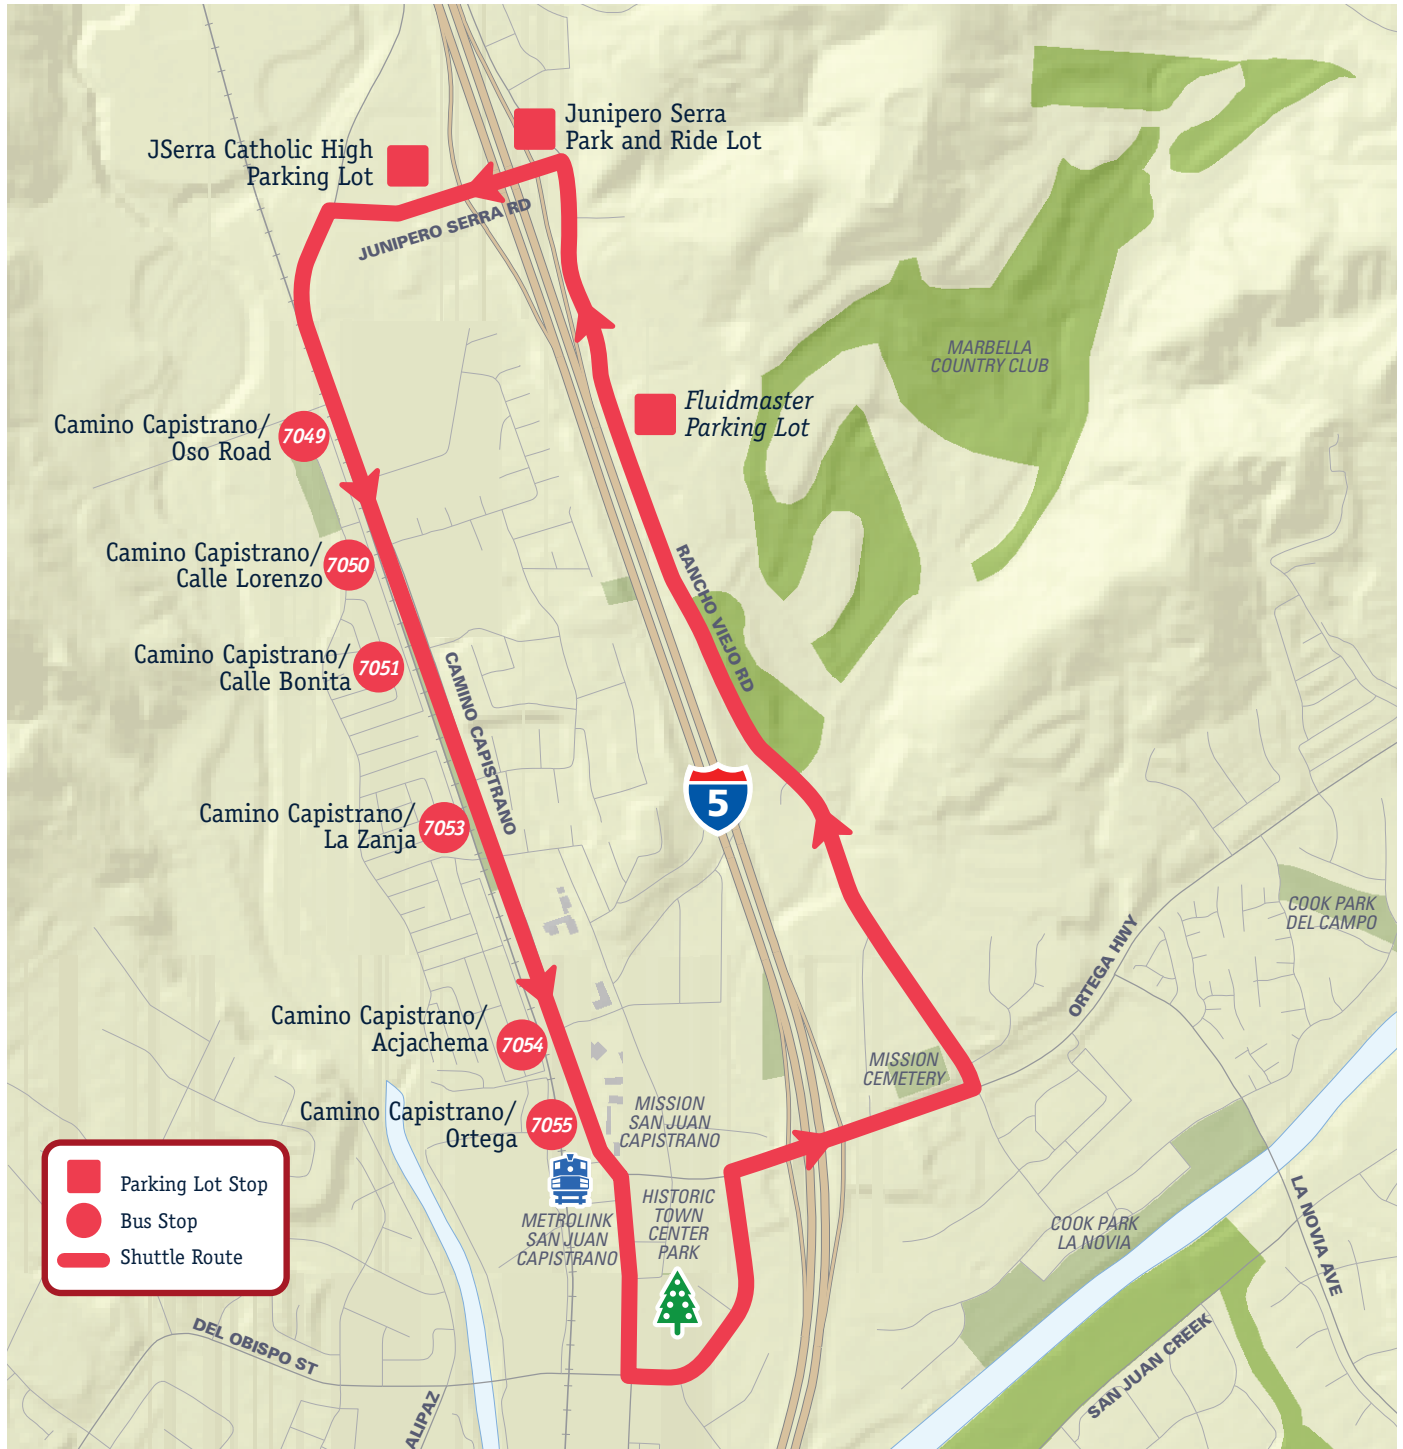 Junipero Serra
Park and Ride Lot
JSerra Catholic High
Parking Lot
JUNIPERO SERRA RD
MARBELLA
COUNTRY CLUB
Fluidmaster
Parking Lot
Camino Capistrano/
Oso Road
7049
Camino Capistrano/
Calle Lorenzo
7050
RANCHO VIEJO RD
Camino Capistrano/
Calle Bonita
7051
CAMINO CAPISTRANO
5
Camino Capistrano/
La Zanja
7053
COOK PARK
DEL CAMPO
ORTEGA HWY
Camino Capistrano/
Acjachema
7054
MISSION
CEMETERY
Camino Capistrano/
Ortega
7055
MISSION
SAN JUAN
CAPISTRANO
Parking Lot Stop
Bus Stop
Shuttle Route
METROLINK
SAN JUAN
CAPISTRANO
HISTORIC
TOWN
CENTER
PARK
COOK PARK
LA NOVIA
LA NOVIA AVE
DEL OBISPO ST
SAN JUAN CREEK
ALIPAZ